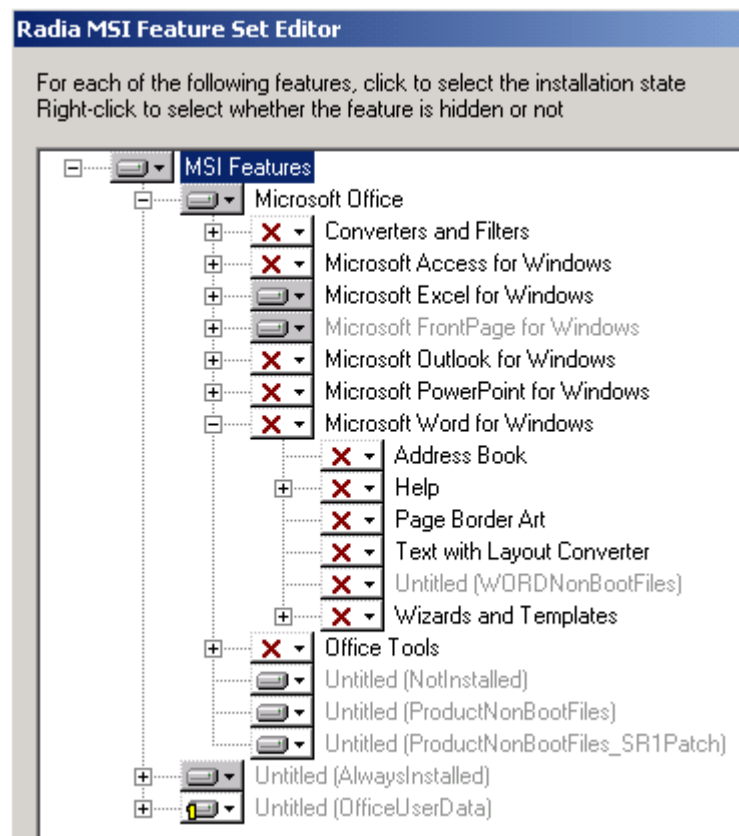 Radia MSI Feature Set Editor
For each of the following features, click to select the installation state
Right-click to select whether the feature is hidden or not
MSI Features
Microsoft Office
Converters and Filters
Microsoft Access for Windows
Microsoft Excel for Windows
Microsoft FrontPage for Windows
Microsoft Outlook for Windows
Microsoft PowerPoint for Windows
Microsoft Word for Windows
Address Book
Help
Page Border Art
Text with Layout Converter
Untitled (WORDNonBootFiles)
Wizards and Templates
Office Tools
Untitled (NotInstalled)
Untitled (ProductNonBootFiles)
Untitled (ProductNonBootFiles_SR1Patch)
Untitled (AlwaysInstalled)
Untitled (OfficeUserData)